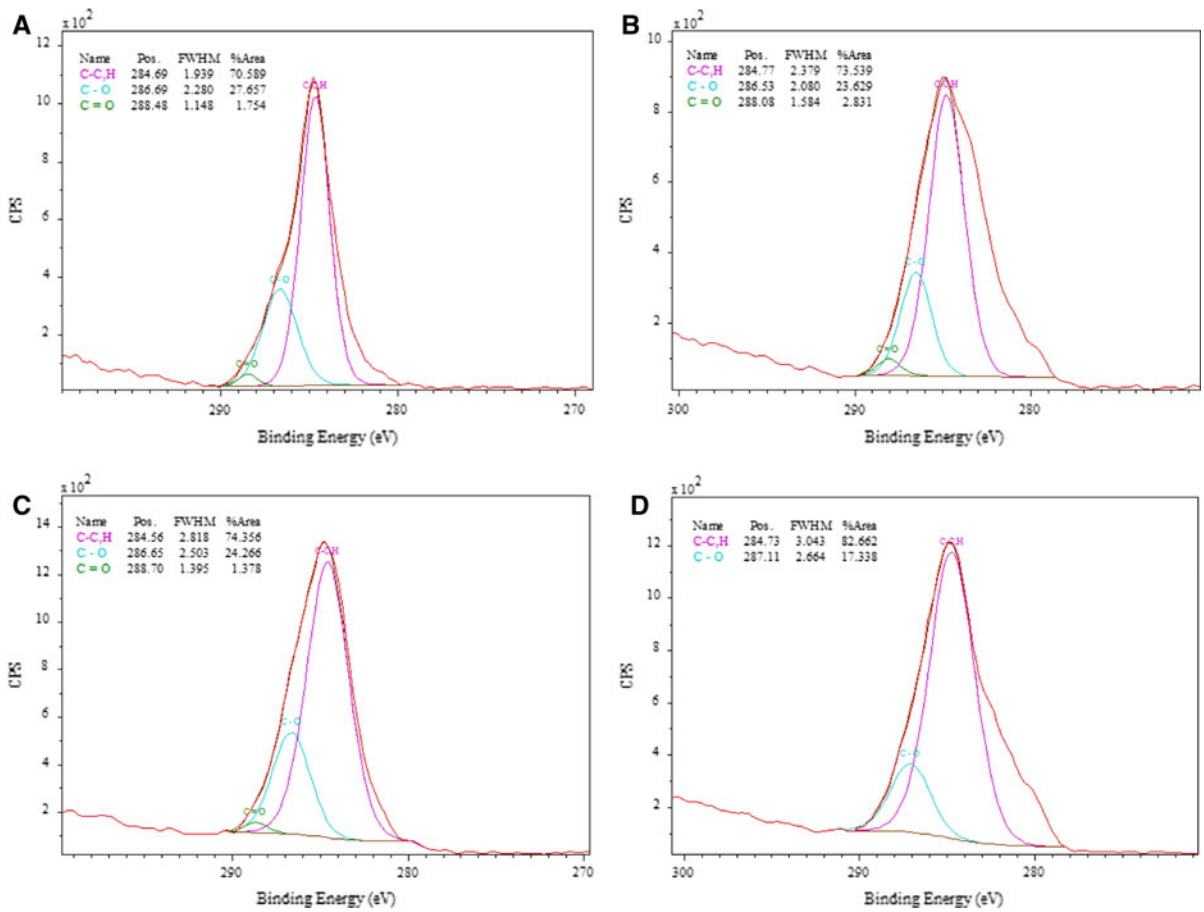 A
x 10²
Name Pos. FWHM %Area
C-C,H 284.69 1.939 70.589
C - O 286.69 2.280 27.657
C = O 288.48 1.148 1.754
C-C,H
C - O
C=O
12
10
8
6
4
2
CPS
290 280 270
Binding Energy (eV)
B
x 10²
Name Pos. FWHM %Area
C-C,H 284.77 2.379 73.539
C - O 286.53 2.080 23.629
C = O 288.08 1.584 2.831
C-C,H
C - O
C=O
10
8
6
4
2
CPS
300 290 280
Binding Energy (eV)
C
x 10²
Name Pos. FWHM %Area
C-C,H 284.56 2.818 74.356
C - O 286.65 2.503 24.266
C = O 288.70 1.395 1.378
C-C,H
C - O
C=O
14
12
10
8
6
4
2
CPS
290 280 270
Binding Energy (eV)
D
x 10²
Name Pos. FWHM %Area
C-C,H 284.73 3.043 82.662
C - O 287.11 2.664 17.338
C-C,H
C - O
12
10
8
6
4
2
CPS
300 290 280
Binding Energy (eV)